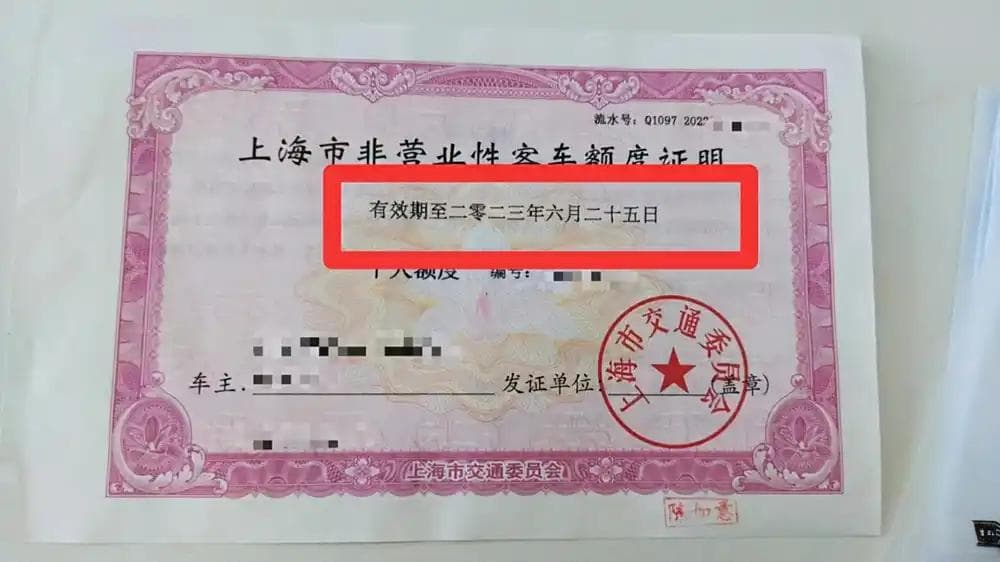 流水号: Q1097 202
上海市非营业性客车额度证明
有效期至二零二三年六月二十五日
个人额度 编号:
车主: 发证单位: (盖章)
上海市交通委员会
上海市交通委员会